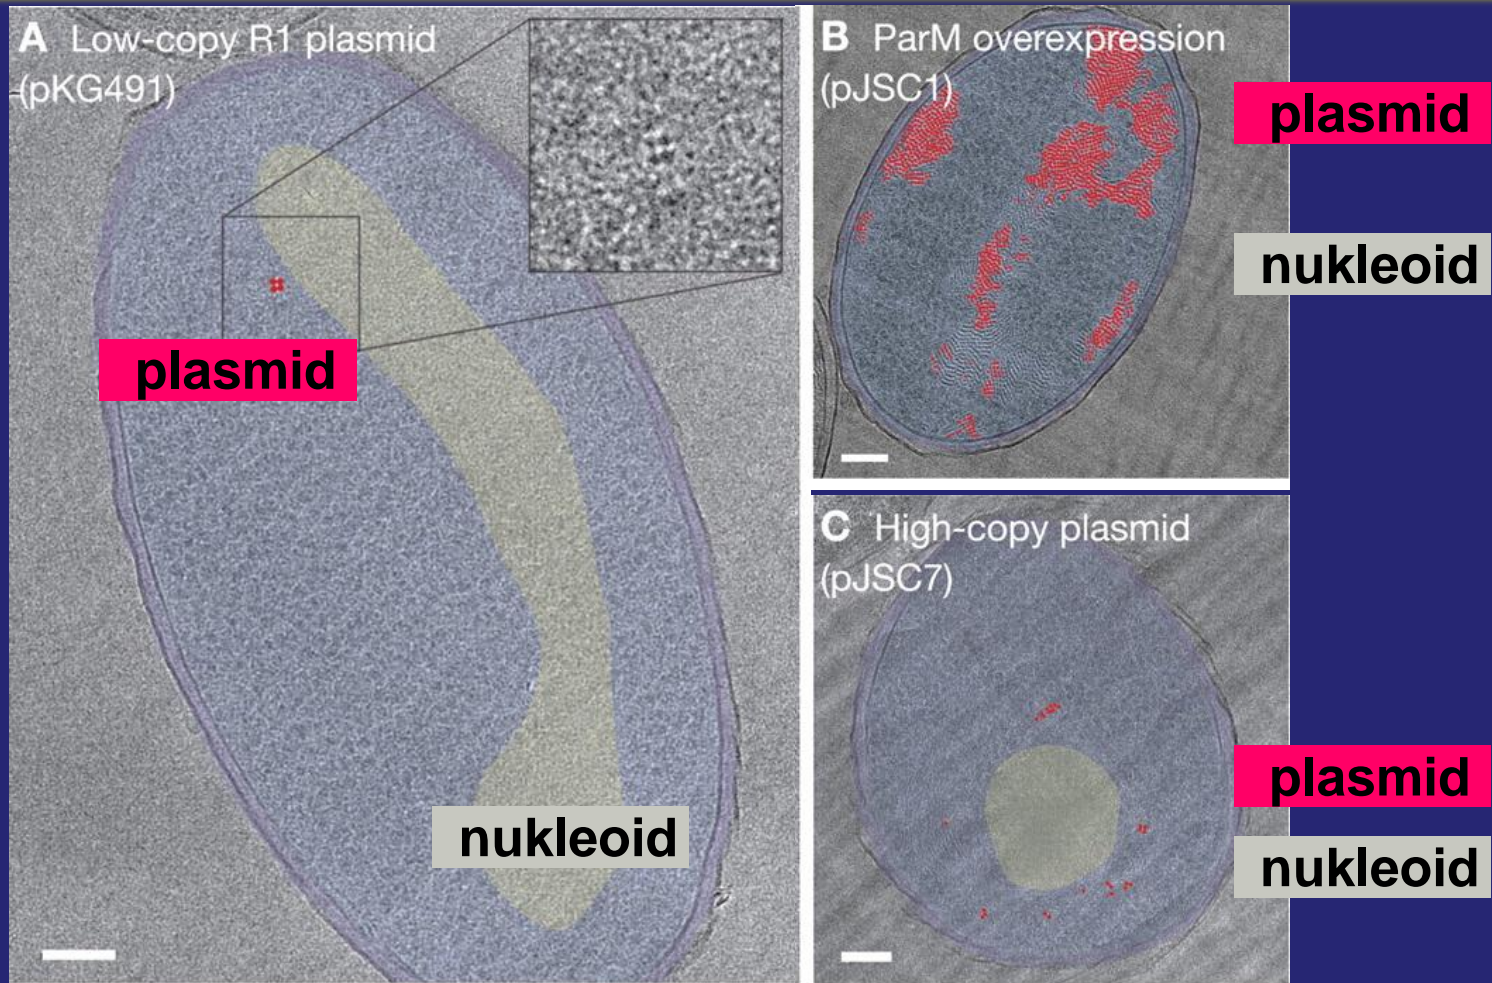 A Low-copy R1 plasmid
(pKG491)
plasmid
nukleoid
B ParM overexpression
(pJSC1)
plasmid
nukleoid
C High-copy plasmid
(pJSC7)
plasmid
nukleoid